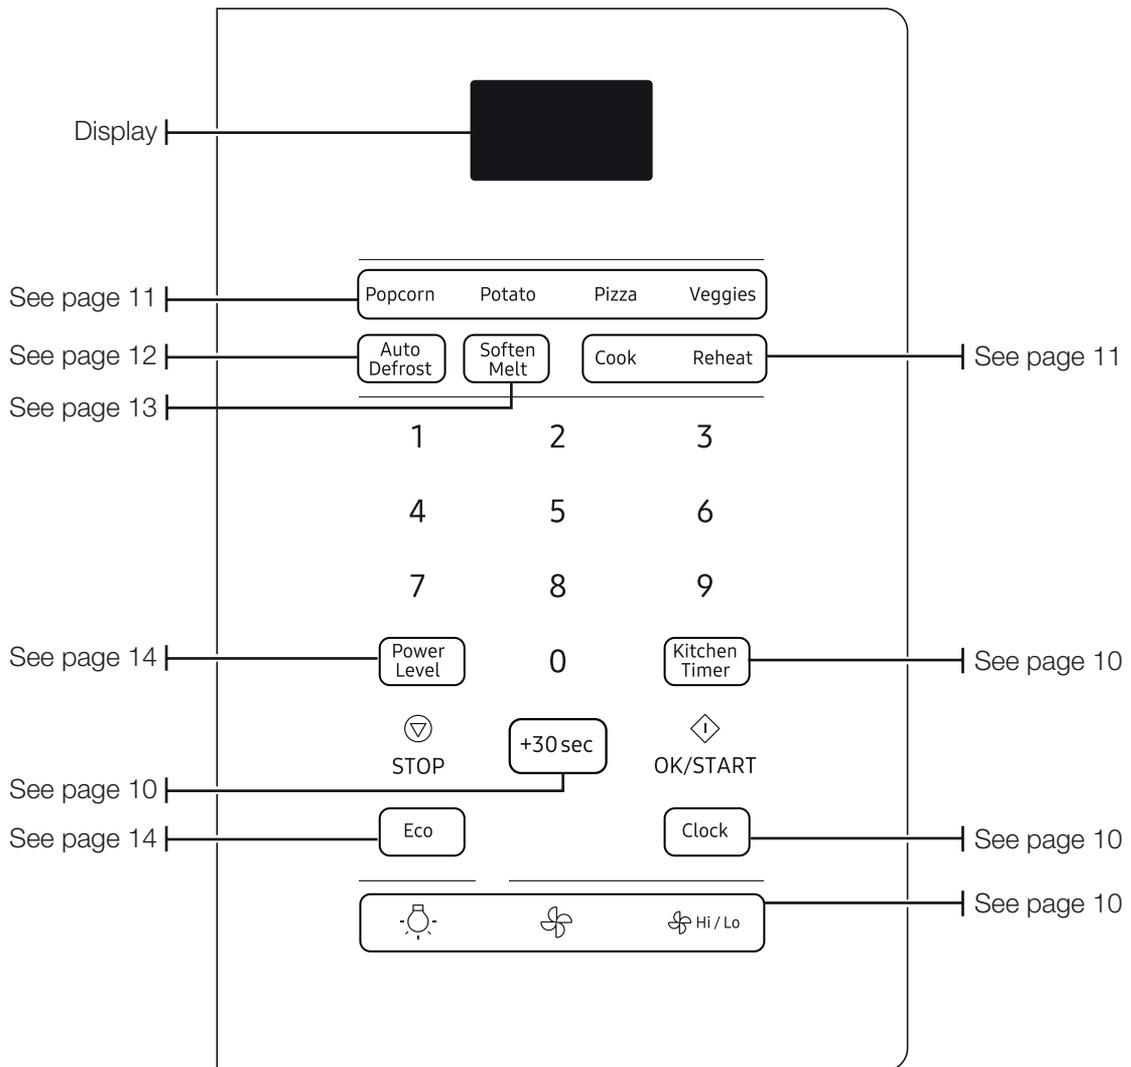 Display
See page 11
Popcorn Potato Pizza Veggies
See page 12
Auto
Defrost
Soften
Melt
Cook Reheat
See page 11
See page 13
1 2 3
4 5 6
7 8 9
See page 14
Power
Level
0
Kitchen
Timer
See page 10
STOP
+30 sec
OK/START
See page 10
See page 14
Eco
Clock
See page 10
See page 10
Hi / Lo